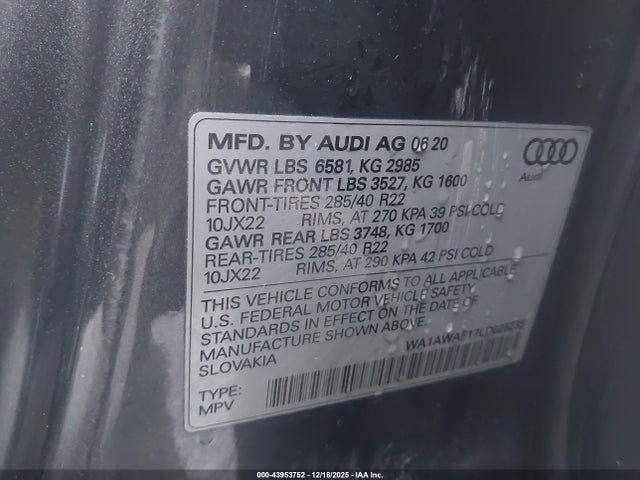 MFD. BY AUDI AG 06 20
GVWR LBS 6581, KG 2985
GAWR FRONT LBS 3527, KG 1600
FRONT-TIRES 285/40 R22
10JX22 RIMS, AT 270 KPA 39 PSI COLD
GAWR REAR LBS 3748, KG 1700
REAR-TIRES 285/40 R22
10JX22 RIMS, AT 290 KPA 42 PSI COLD
THIS VEHICLE CONFORMS TO ALL APPLICABLE
U.S. FEDERAL MOTOR VEHICLE SAFETY
STANDARDS IN EFFECT ON THE DATE OF
MANUFACTURE SHOWN ABOVE.
SLOVAKIA
TYPE:
MPV
Audi
000-43953752 / 12/18/2025 - IAA Inc.